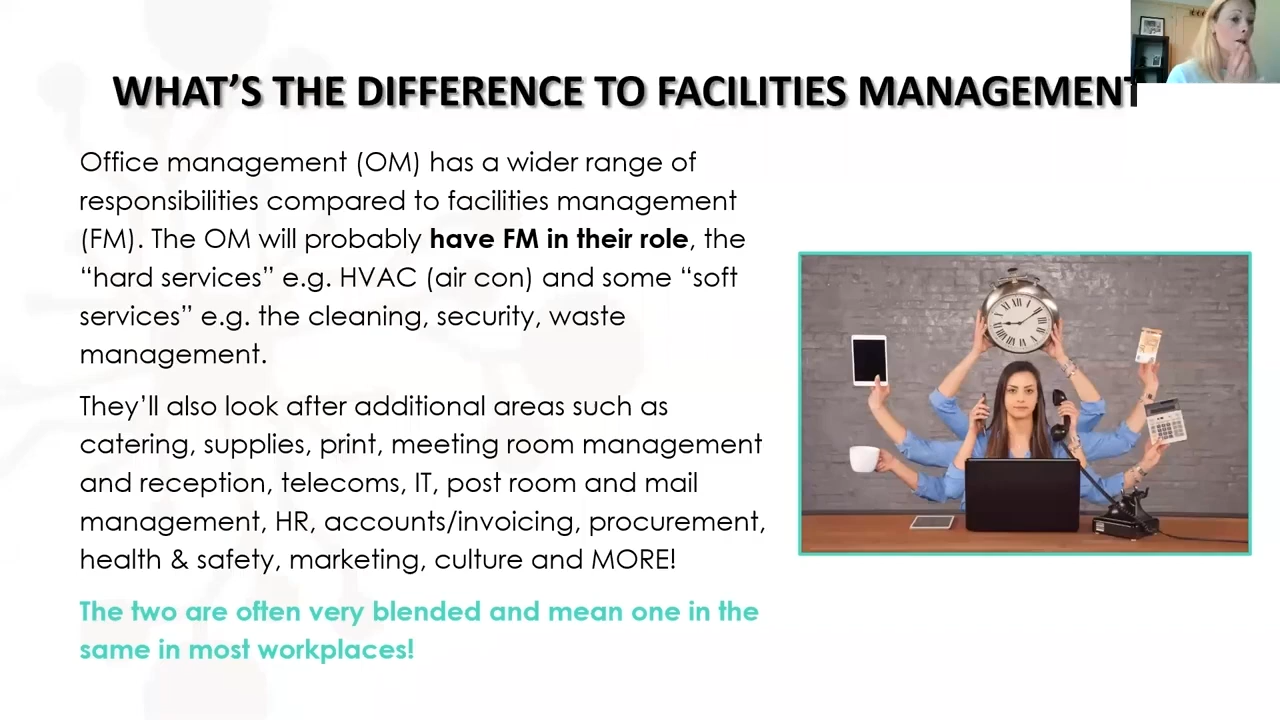 WHAT’S THE DIFFERENCE TO FACILITIES MANAGEMENT
Office management (OM) has a wider range of
responsibilities compared to facilities management
(FM). The OM will probably have FM in their role, the
“hard services” e.g. HVAC (air con) and some “soft
services” e.g. the cleaning, security, waste
management.
They’ll also look after additional areas such as
catering, supplies, print, meeting room management
and reception, telecoms, IT, post room and mail
management, HR, accounts/invoicing, procurement,
health & safety, marketing, culture and MORE!
The two are often very blended and mean one in the
same in most workplaces!